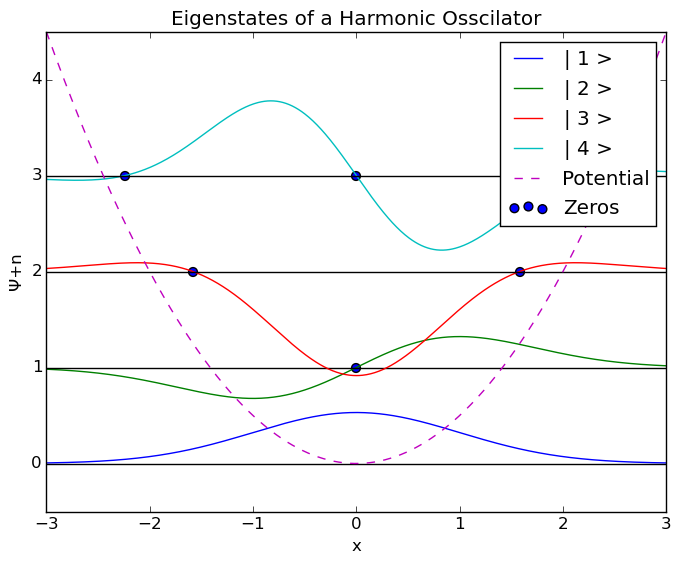 Eigenstates of a Harmonic Osscilator
| 1 >
| 2 >
| 3 >
| 4 >
Potential
Zeros
Ψ+n
4
3
2
1
0
−3 −2 −1 0 1 2 3
x